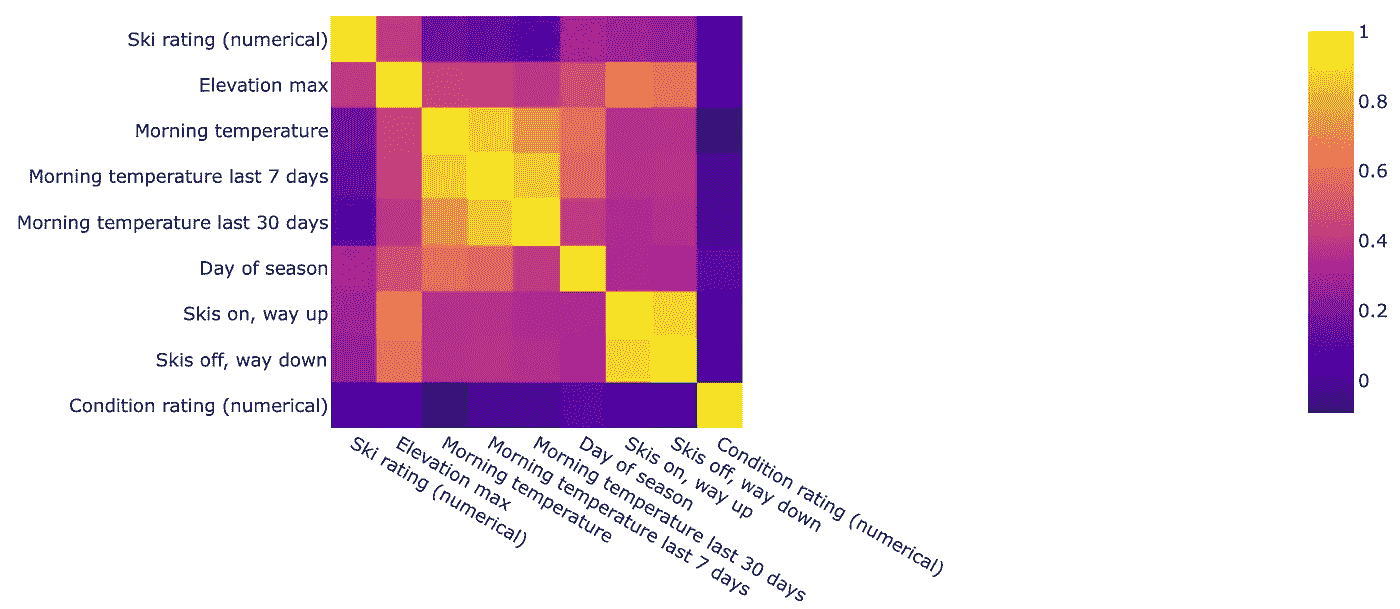 Ski rating (numerical)
Elevation max
Morning temperature
Morning temperature last 7 days
Morning temperature last 30 days
Day of season
Skis on, way up
Skis off, way down
Condition rating (numerical)
Ski rating (numerical)
Elevation max
Morning temperature
Morning temperature last 7 days
Morning temperature last 30 days
Day of season
Skis on, way up
Skis off, way down
Condition rating (numerical)
1
0.8
0.6
0.4
0.2
0